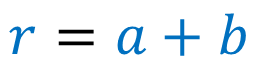 r = a + b